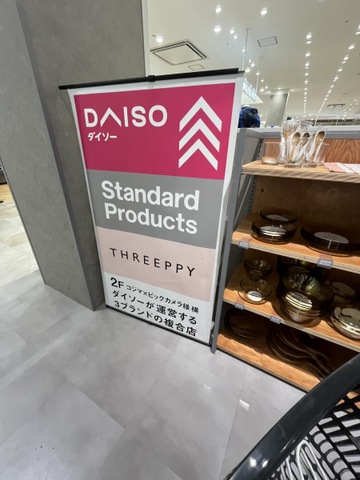 DAISO
ダイソー
Standard
Products
THREEPPY
2F コジマ×ビックカメラ様 横
ダイソーが運営する
3ブランドの複合店